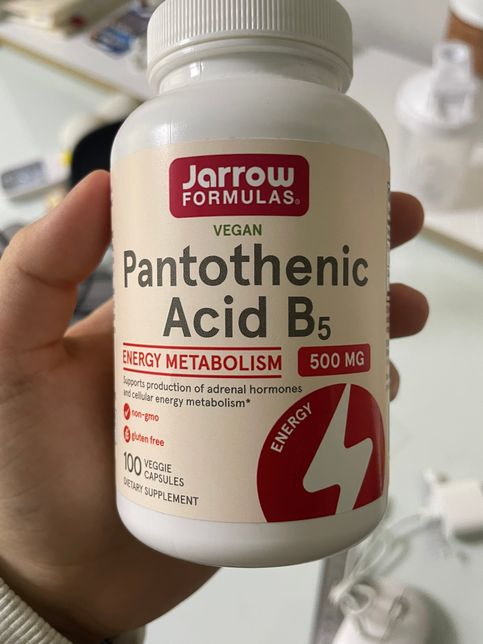 Jarrow
FORMULAS®
VEGAN
Pantothenic
Acid B5
ENERGY METABOLISM
500 MG
Supports production of adrenal hormones
and cellular energy metabolism*
non-gmo
gluten free
100 VEGGIE
CAPSULES
DIETARY SUPPLEMENT
ENERGY